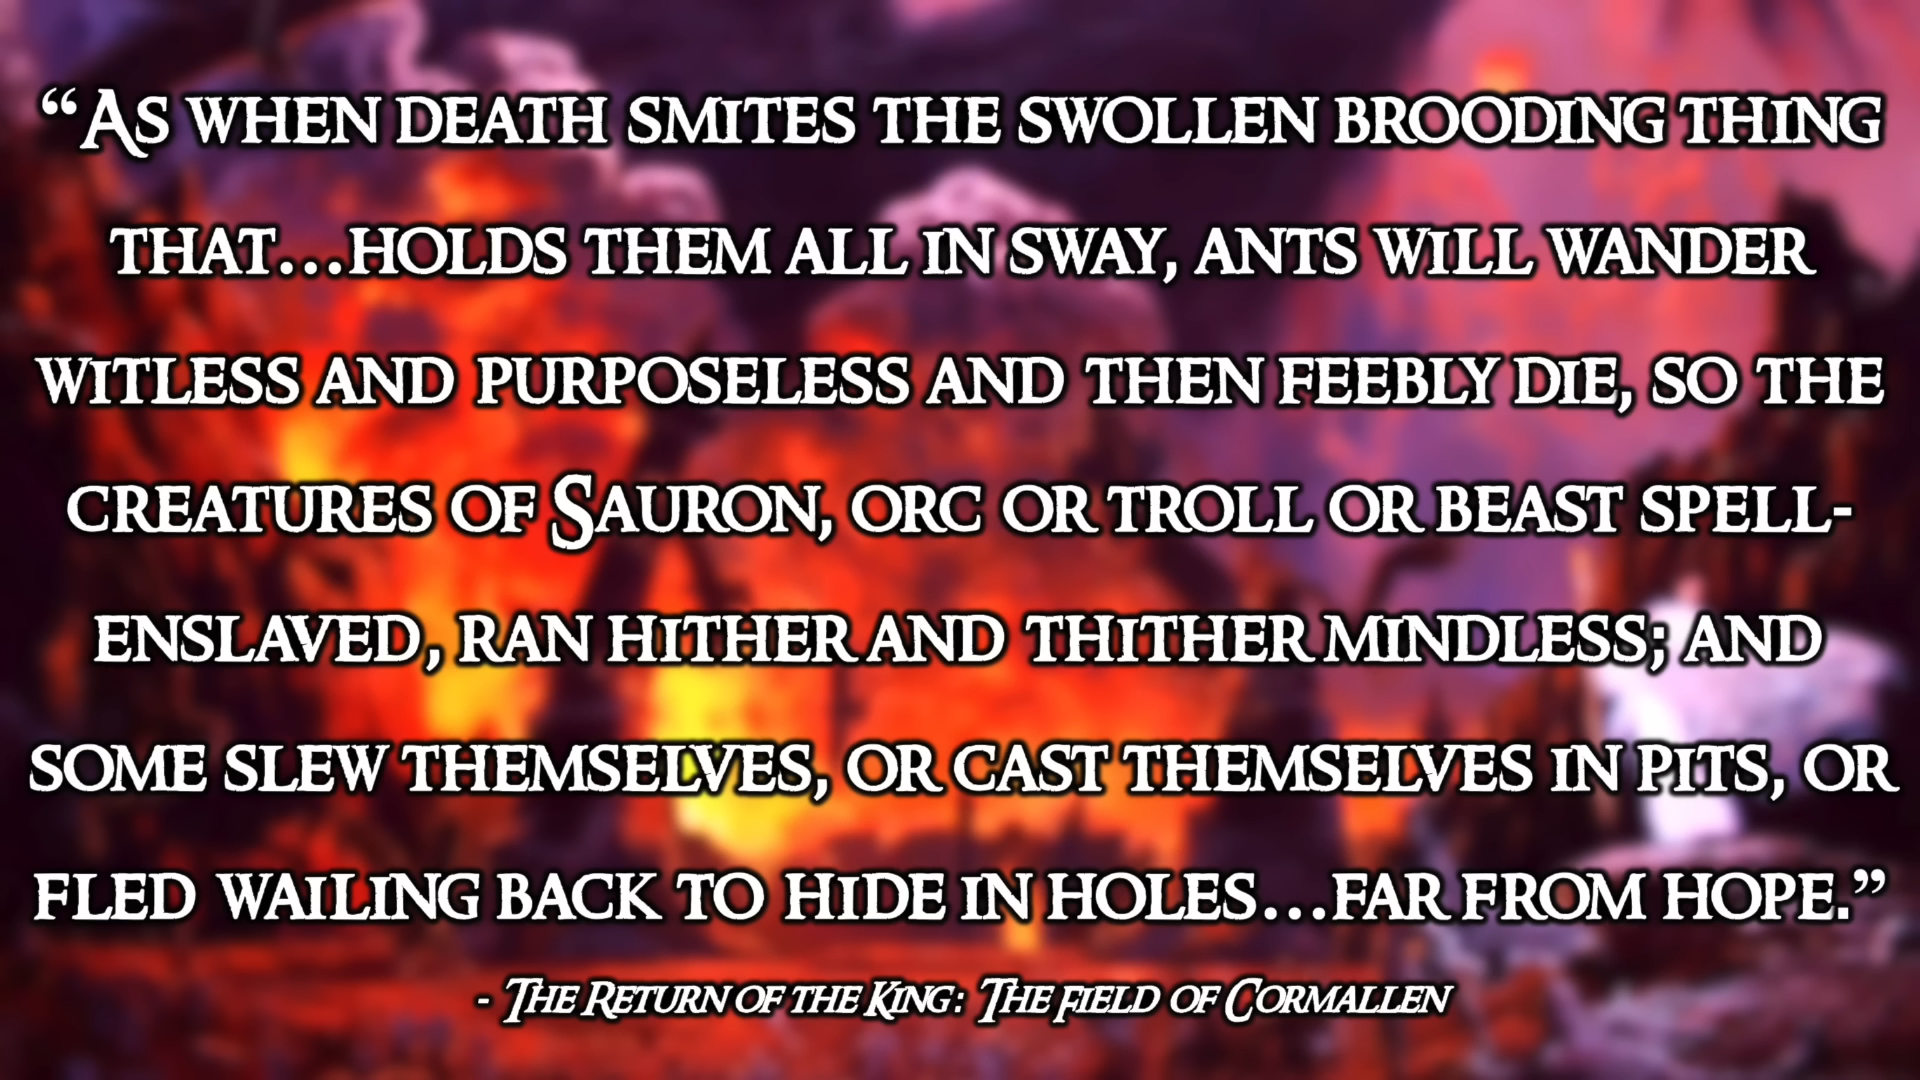 “As when death smites the swollen brooding thing
that...holds them all in sway, ants will wander
witless and purposeless and then feebly die, so the
creatures of Sauron, orc or troll or beast spell-
enslaved, ran hither and thither mindless; and
some slew themselves, or cast themselves in pits, or
fled wailing back to hide in holes...far from hope.”
- The Return of the King: The Field of Cormallen